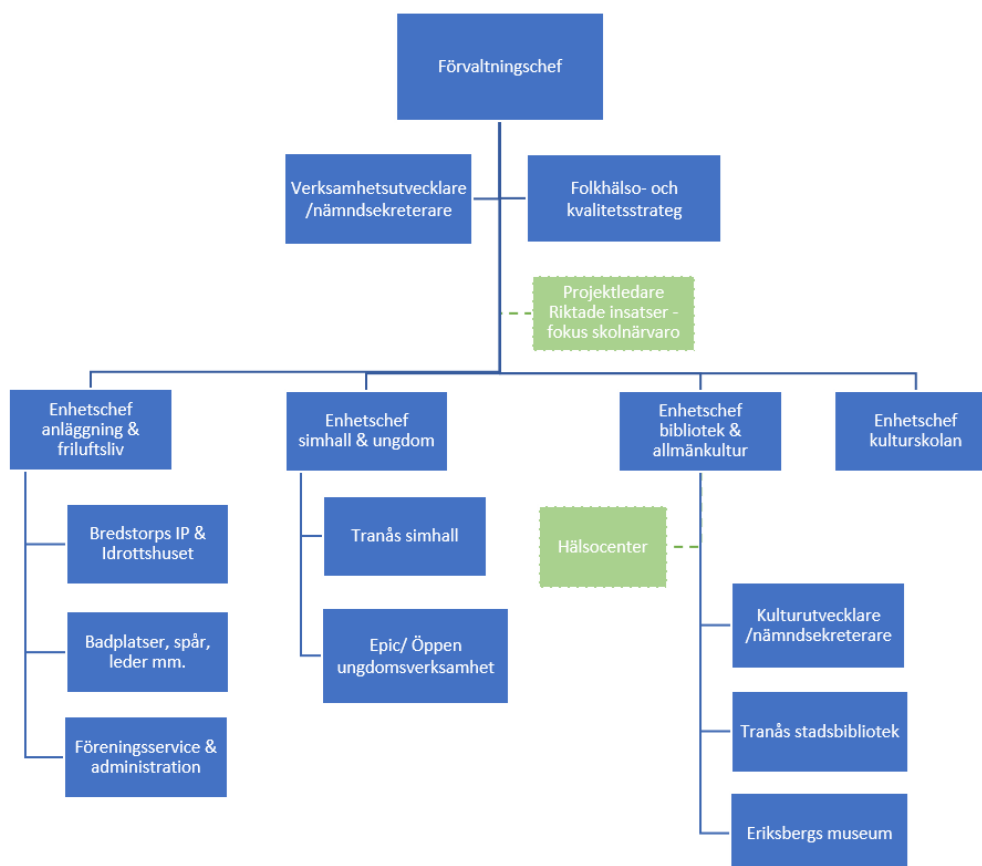 Förvaltningschef
Verksamhetsutvecklare
/nämndsekreterare
Folkhälso- och
kvalitetsstrateg
Projektledare
Riktade insatser -
fokus skolnärvaro
Enhetschef
anläggning &
friluftsliv
Enhetschef
simhall & ungdom
Enhetschef
bibliotek &
allmänkultur
Enhetschef
kulturskolan
Bredstorps IP &
Idrottshuset
Badplatser, spår,
leder mm.
Föreningsservice &
administration
Tranås simhall
Epic/ Öppen
ungdomsverksamhet
Hälsocenter
Kulturutvecklare
/nämndsekreterare
Tranås stadsbibliotek
Eriksbergs museum